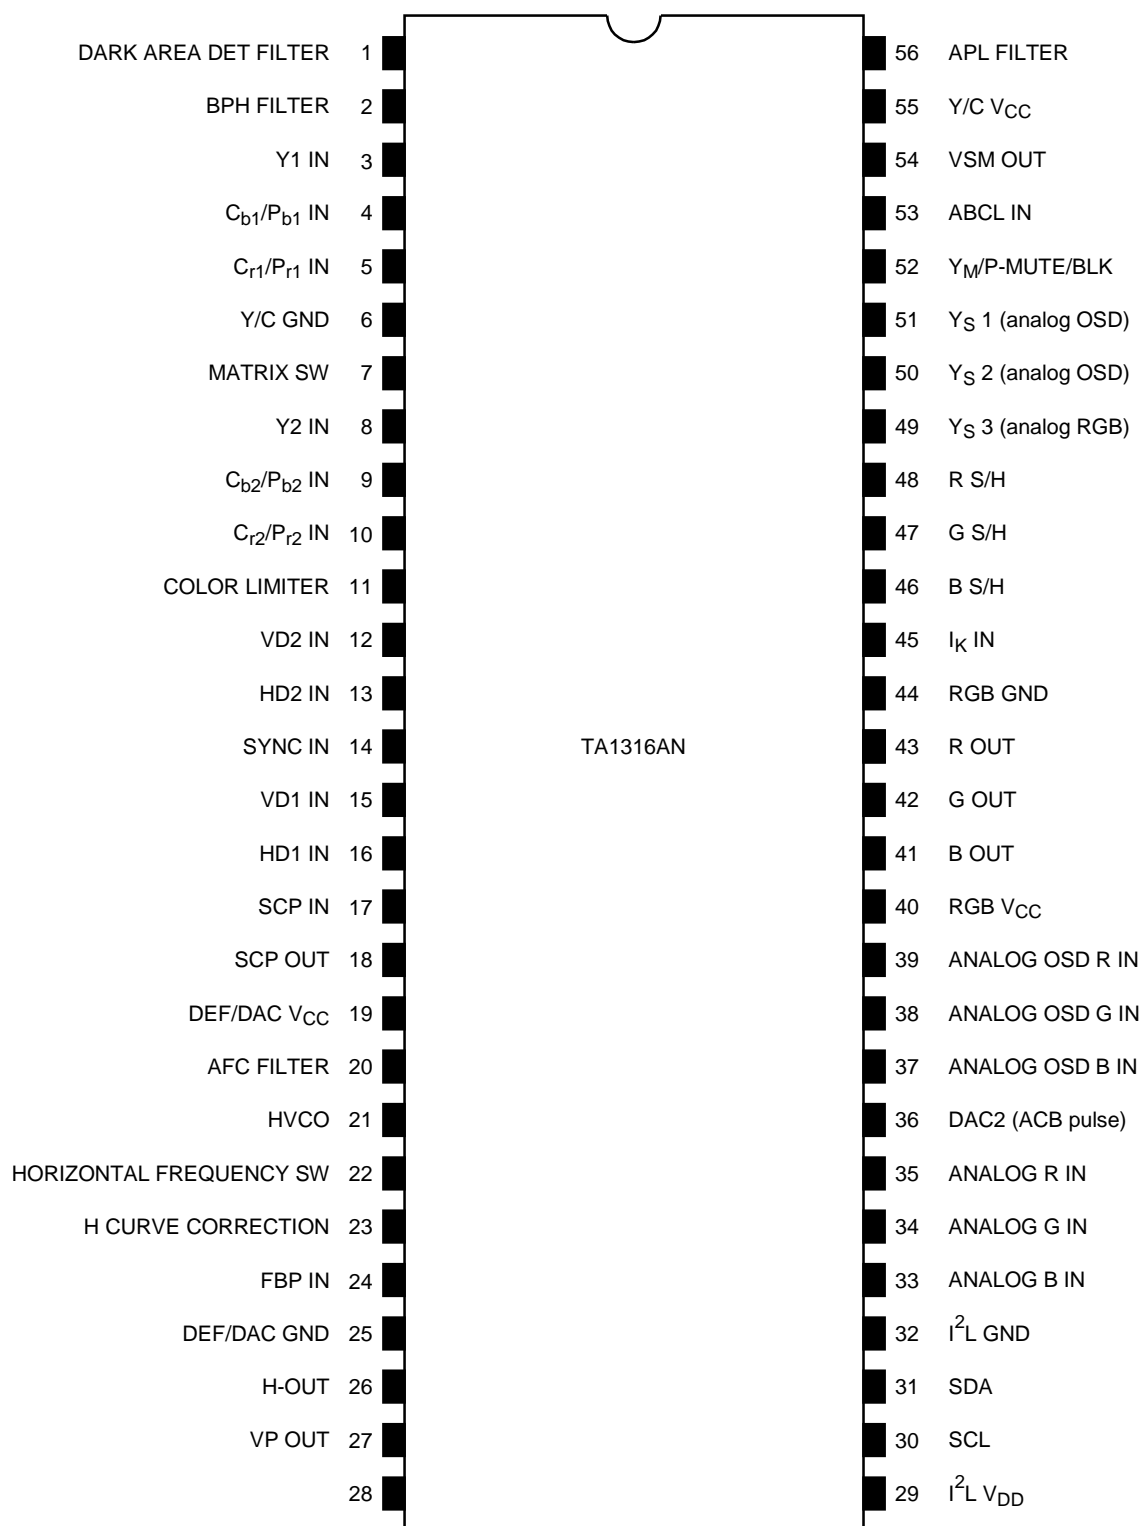 DARK AREA DET FILTER 1 56 APL FILTER
BPH FILTER 2 55 Y/C VCC
Y1 IN 3 54 VSM OUT
Cb1/Pb1 IN 4 53 ABCL IN
Cr1/Pr1 IN 5 52 YM/P-MUTE/BLK
Y/C GND 6 51 YS 1 (analog OSD)
MATRIX SW 7 50 YS 2 (analog OSD)
Y2 IN 8 49 YS 3 (analog RGB)
Cb2/Pb2 IN 9 48 R S/H
Cr2/Pr2 IN 10 47 G S/H
COLOR LIMITER 11 46 B S/H
VD2 IN 12 45 IK IN
HD2 IN 13 44 RGB GND
SYNC IN 14 TA1316AN 43 R OUT
VD1 IN 15 42 G OUT
HD1 IN 16 41 B OUT
SCP IN 17 40 RGB VCC
SCP OUT 18 39 ANALOG OSD R IN
DEF/DAC VCC 19 38 ANALOG OSD G IN
AFC FILTER 20 37 ANALOG OSD B IN
HVCO 21 36 DAC2 (ACB pulse)
HORIZONTAL FREQUENCY SW 22 35 ANALOG R IN
H CURVE CORRECTION 23 34 ANALOG G IN
FBP IN 24 33 ANALOG B IN
DEF/DAC GND 25 32 I2L GND
H-OUT 26 31 SDA
VP OUT 27 30 SCL
28 29 I2L VDD